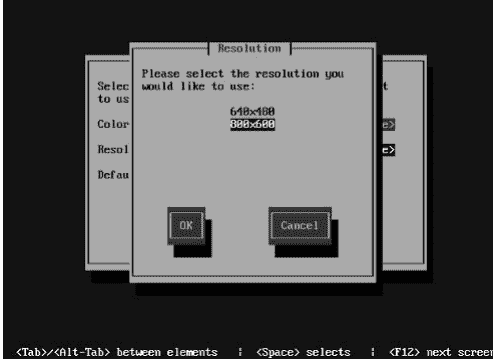 Resolution
Please select the resolution you
would like to use:
640x480
800x600
OK
Cancel
Selec
to us
Color
Resol
Defau
t
e>
e>
<Tab>/<Alt-Tab> between elements ¦ <Space> selects ¦ <F12> next screen